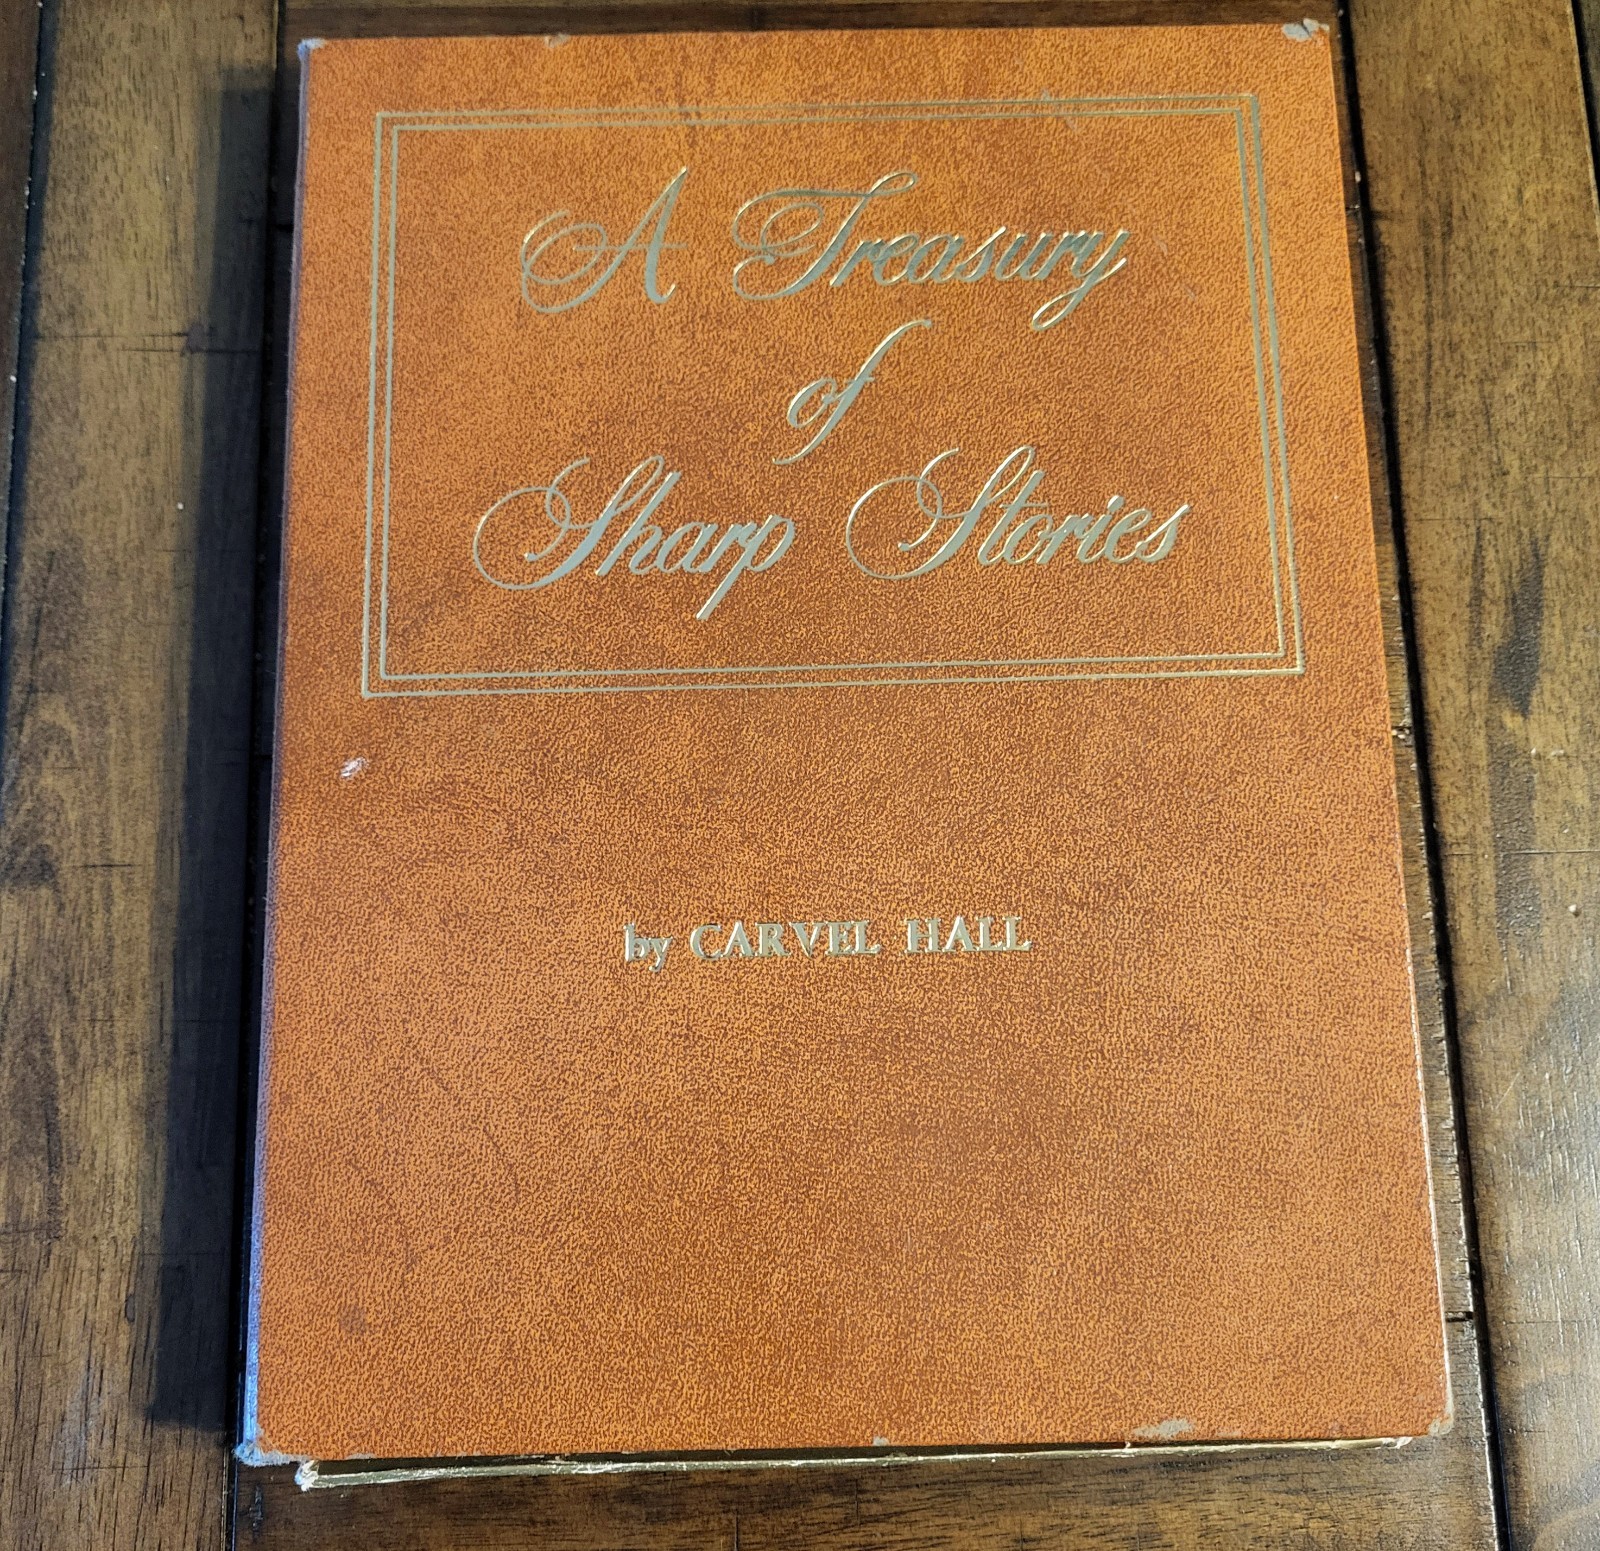 A Treasury
of
Sharp Stories
by CARVEL HALL